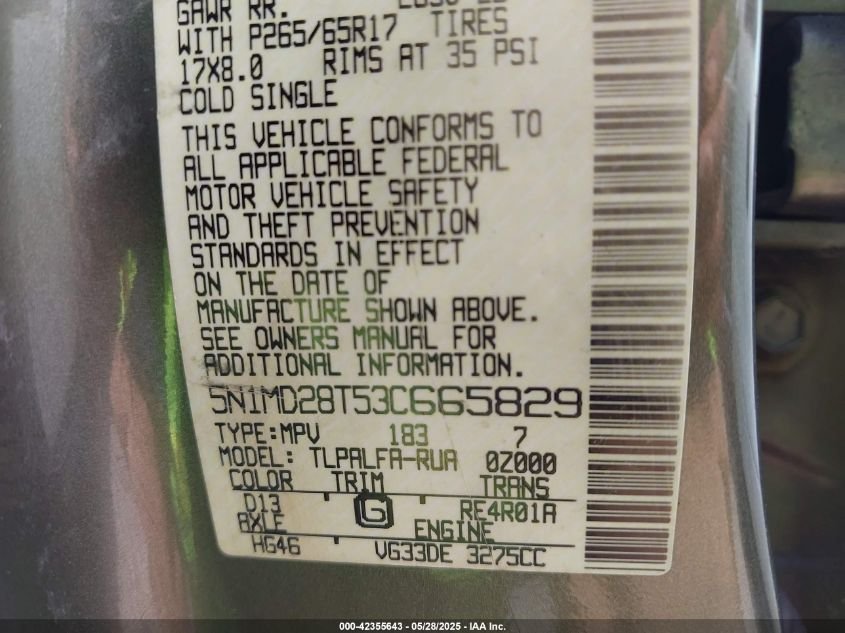 GAWR RR.
WITH P265/65R17 TIRES
17X8.0 RIMS AT 35 PSI
COLD SINGLE
THIS VEHICLE CONFORMS TO
ALL APPLICABLE FEDERAL
MOTOR VEHICLE SAFETY
AND THEFT PREVENTION
STANDARDS IN EFFECT
ON THE DATE OF
MANUFACTURE SHOWN ABOVE.
SEE OWNERS MANUAL FOR
ADDITIONAL INFORMATION.
5N1MD28T53C665829
TYPE:MPV 183 7
MODEL: TLPALFA-RUA 0Z000
COLOR TRIM TRANS
D13 G RE4R01A
AXLE ENGINE
HG46 VG33DE 3275CC
000-42355643 - 05/28/2025 - IAA Inc.